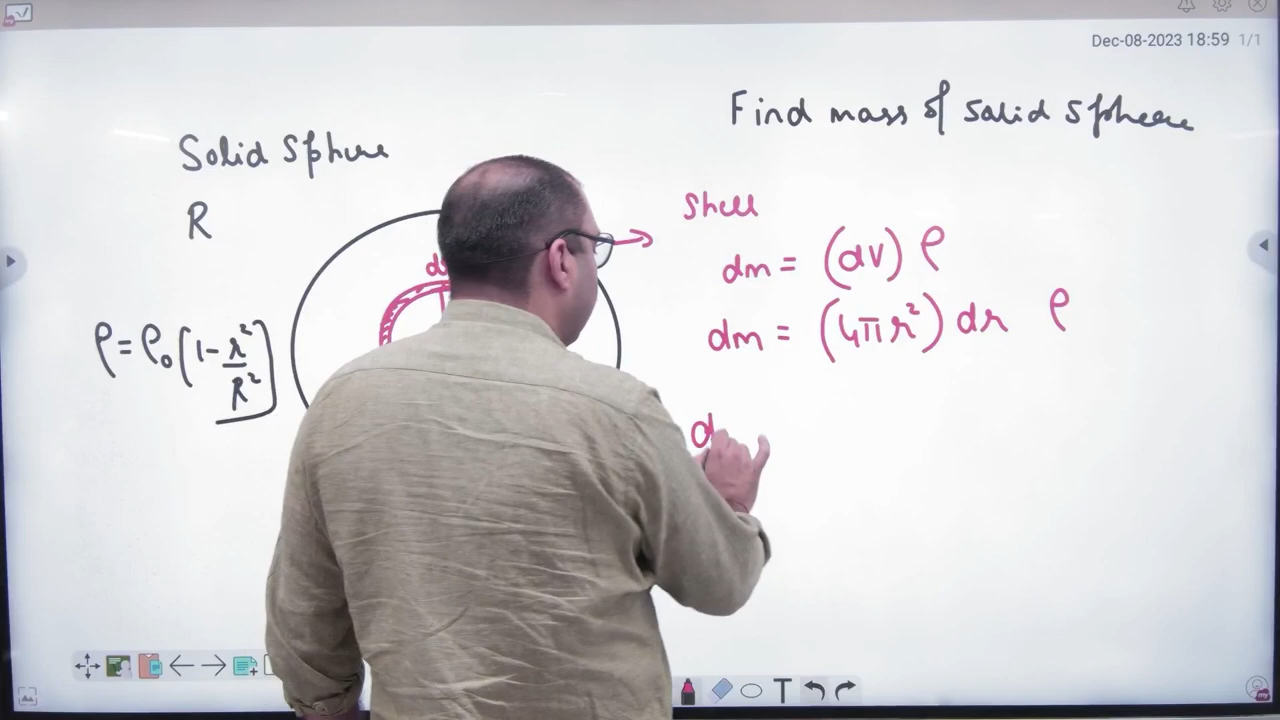 Dec-08-2023 18:59 1/1
Find mass of solid sphere
Solid Sphere
R
ρ = ρ₀ (1 - r²/R²)
Shell
dm = (dV) ρ
dm = (4πr²) dr ρ
d
T